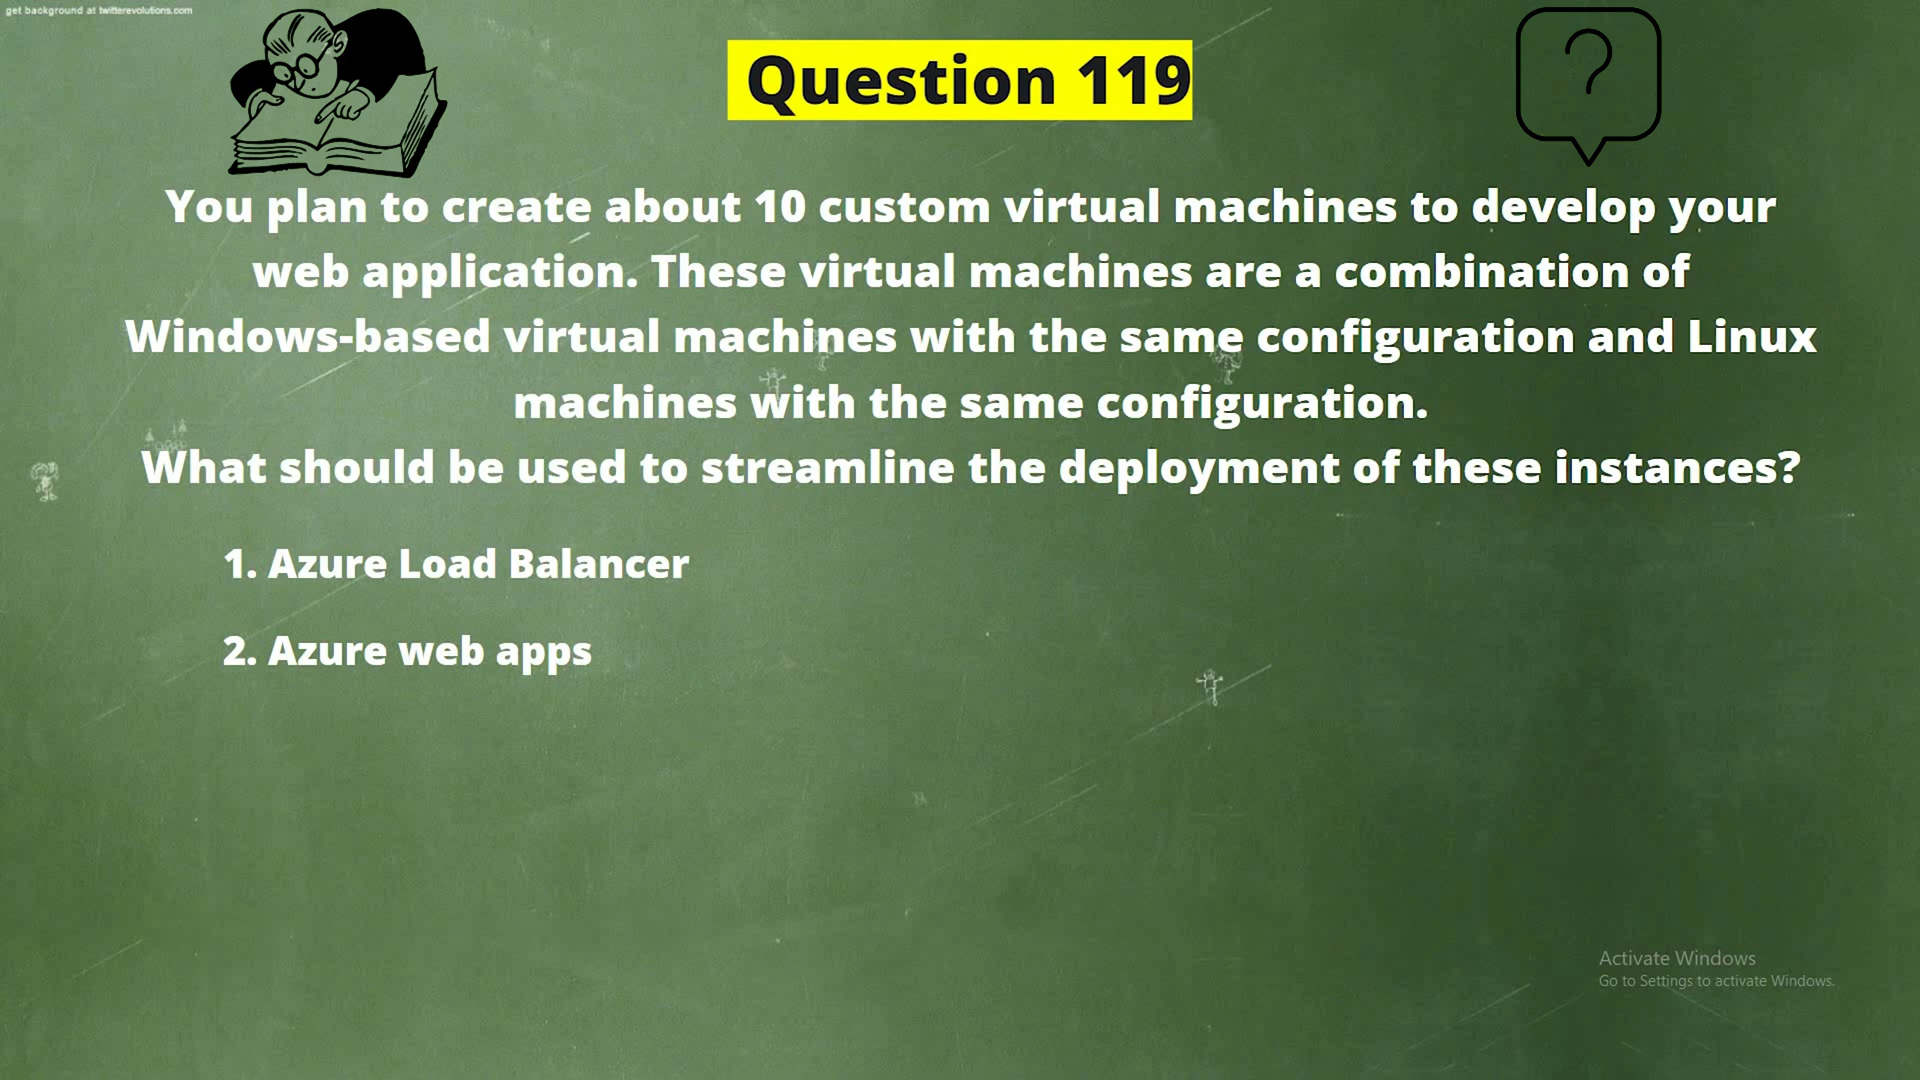 get background at twitterevolutions.com
Question 119
You plan to create about 10 custom virtual machines to develop your
web application. These virtual machines are a combination of
Windows-based virtual machines with the same configuration and Linux
machines with the same configuration.
What should be used to streamline the deployment of these instances?
1. Azure Load Balancer
2. Azure web apps
Activate Windows
Go to Settings to activate Windows.